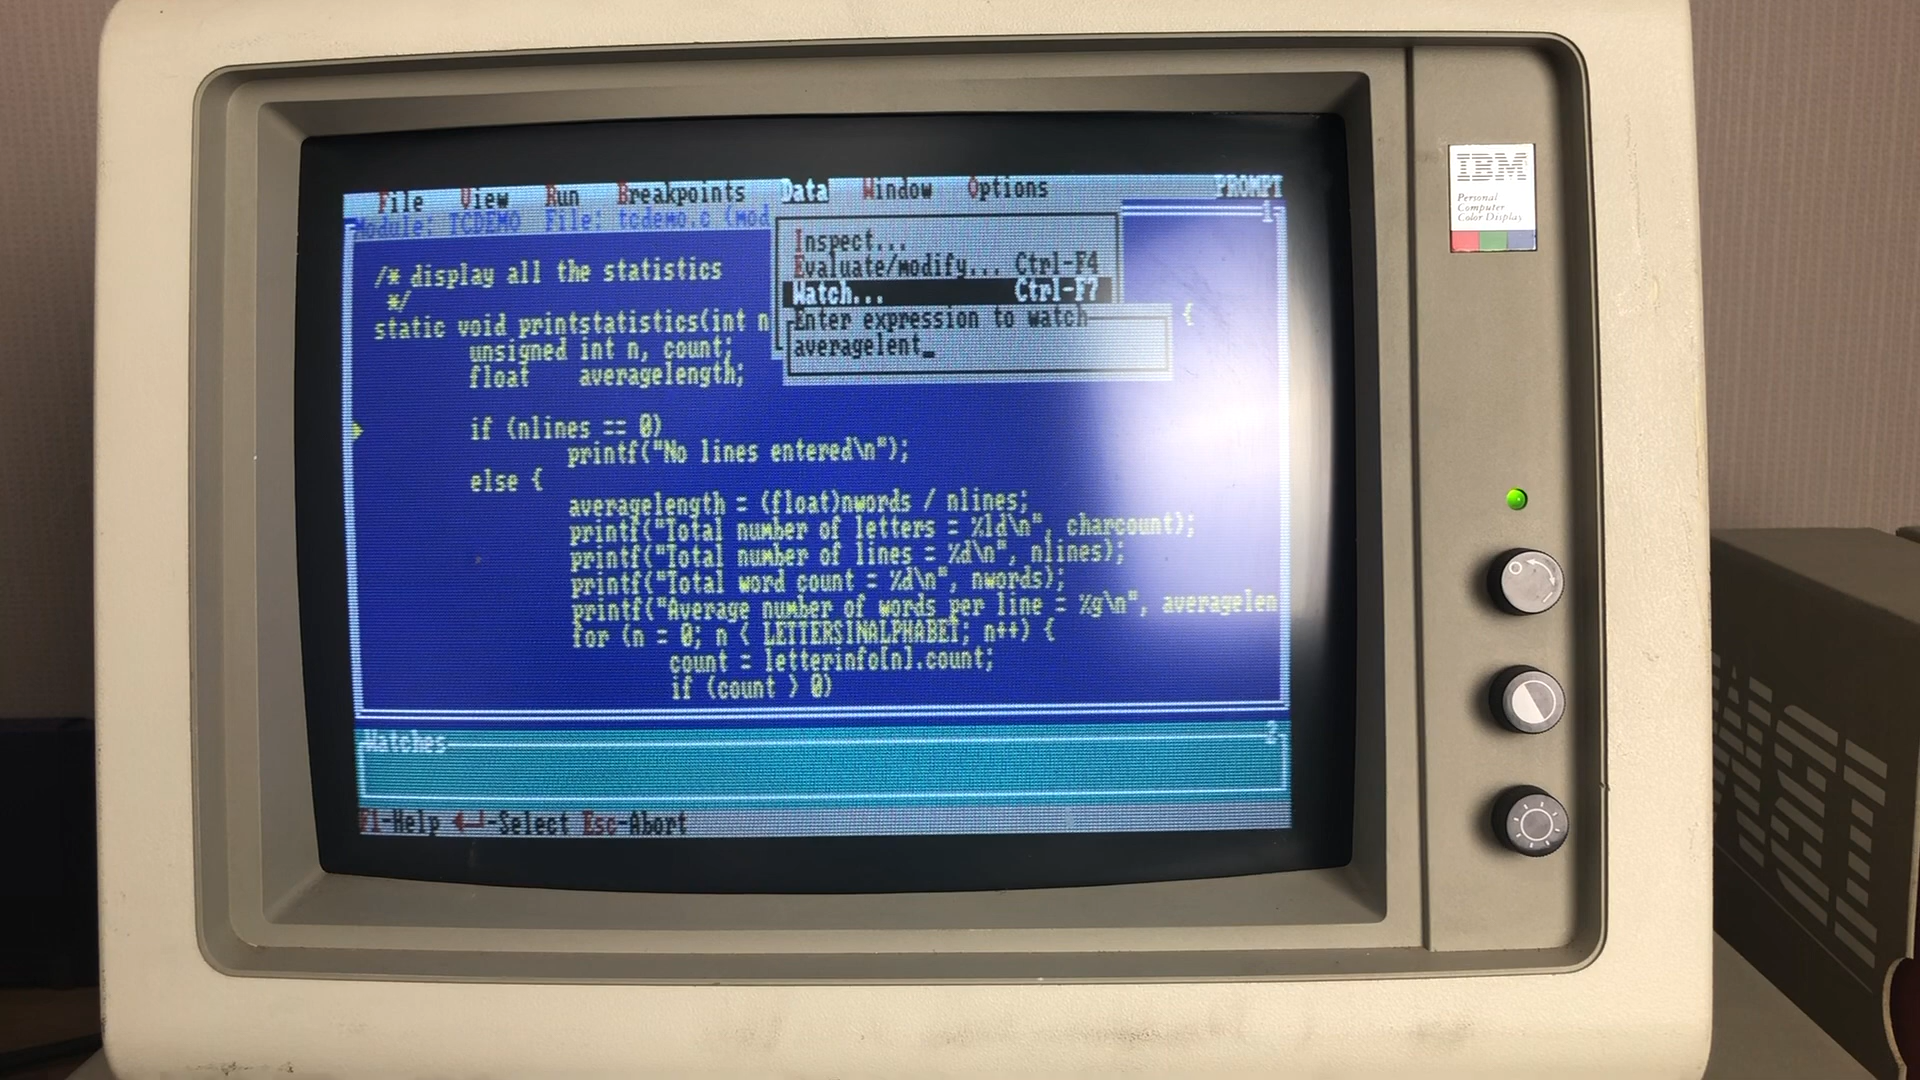 File View Run Breakpoints Data Window Options PROMPT
Module: TCDEMO File: tcdemo.c (mod 1
Inspect...
Evaluate/modify... Ctrl-F4
Watch... Ctrl-F7
Enter expression to watch
averagelent_
/* display all the statistics
*/
static void printstatistics(int n {
unsigned int n, count;
float averagelength;
if (nlines == 0)
printf("No lines entered\n");
else {
averagelength = (float)nwords / nlines;
printf("Total number of letters = %ld\n", charcount);
printf("Total number of lines = %d\n", nlines);
printf("Total word count = %d\n", nwords);
printf("Average number of words per line = %g\n", averagelen
for (n = 0; n < LETTERSINALPHABET; n++) {
count = letterinfo[n].count;
if (count > 0)
Watches 2
F1-Help ←┘-Select Esc-Abort
IBM
Personal
Computer
Color Display
IBM